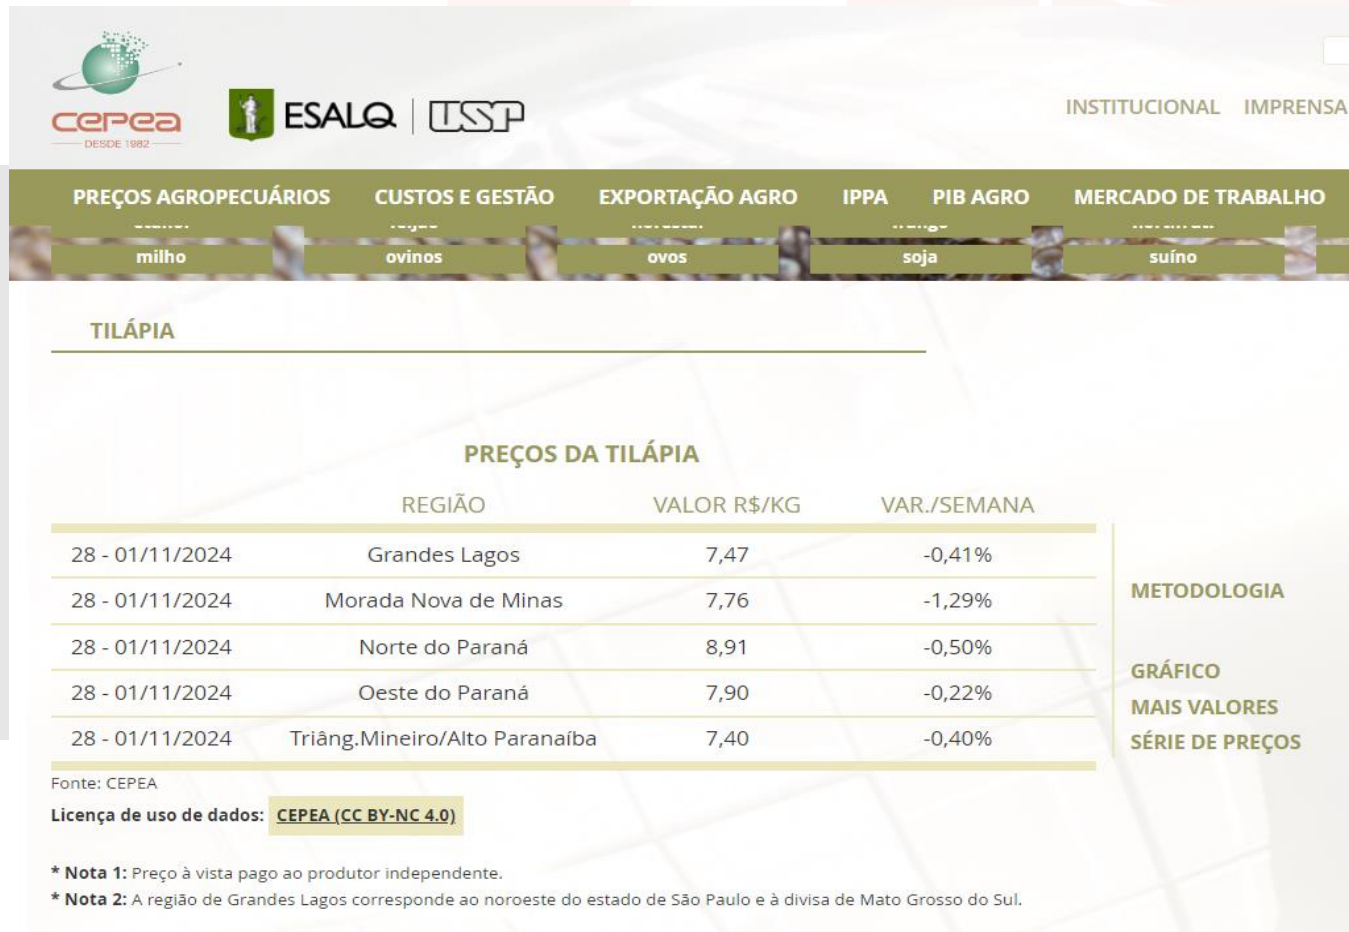 cepea
DESDE 1982
ESALQ | USP
INSTITUCIONAL IMPRENSA
PREÇOS AGROPECUÁRIOS CUSTOS E GESTÃO EXPORTAÇÃO AGRO IPPA PIB AGRO MERCADO DE TRABALHO
milho ovinos ovos soja suíno
TILÁPIA
PREÇOS DA TILÁPIA
REGIÃO VALOR R$/KG VAR./SEMANA
28 - 01/11/2024 Grandes Lagos 7,47 -0,41%
28 - 01/11/2024 Morada Nova de Minas 7,76 -1,29%
28 - 01/11/2024 Norte do Paraná 8,91 -0,50%
28 - 01/11/2024 Oeste do Paraná 7,90 -0,22%
28 - 01/11/2024 Triâng.Mineiro/Alto Paranaíba 7,40 -0,40%
METODOLOGIA
GRÁFICO
MAIS VALORES
SÉRIE DE PREÇOS
Fonte: CEPEA
Licença de uso de dados: CEPEA (CC BY-NC 4.0)
* Nota 1: Preço à vista pago ao produtor independente.
* Nota 2: A região de Grandes Lagos corresponde ao noroeste do estado de São Paulo e à divisa de Mato Grosso do Sul.